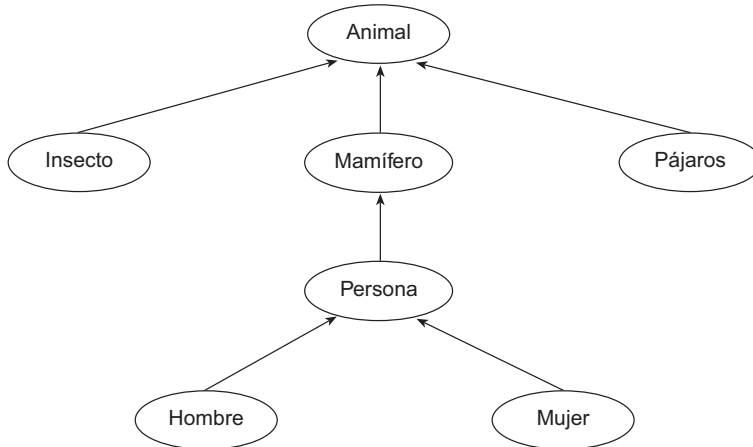 Animal
Insecto
Mamífero
Pájaros
Persona
Hombre
Mujer